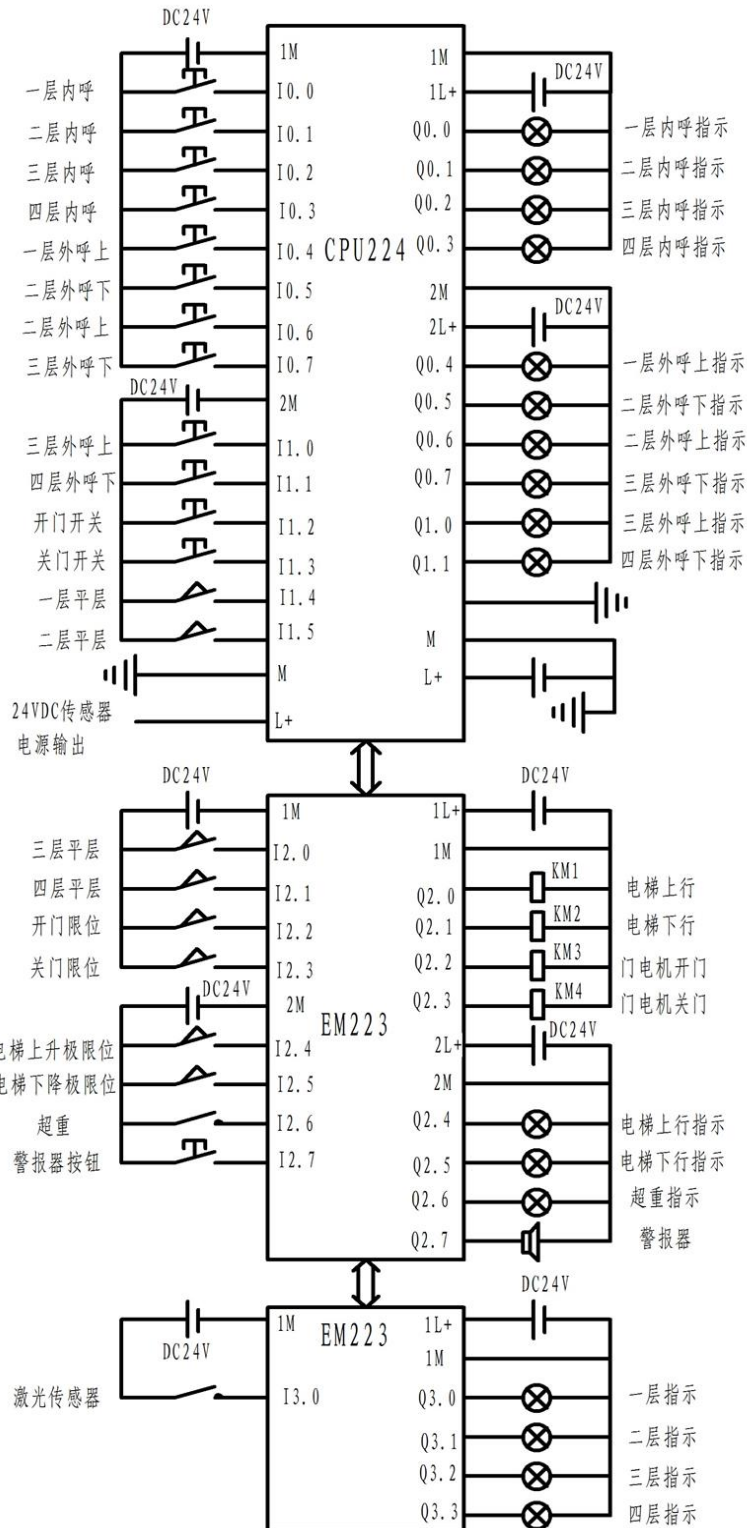 DC24V
1M 1M
一层内呼 I0.0 1L+ DC24V
二层内呼 I0.1 Q0.0 一层内呼指示
三层内呼 I0.2 Q0.1 二层内呼指示
四层内呼 I0.3 Q0.2 三层内呼指示
一层外呼上 I0.4 CPU224 Q0.3 四层内呼指示
二层外呼下 I0.5 2M
二层外呼上 I0.6 2L+ DC24V
三层外呼下 I0.7 Q0.4 一层外呼上指示
DC24V 2M Q0.5 二层外呼下指示
三层外呼上 I1.0 Q0.6 二层外呼上指示
四层外呼下 I1.1 Q0.7 三层外呼下指示
开门开关 I1.2 Q1.0 三层外呼上指示
关门开关 I1.3 Q1.1 四层外呼下指示
一层平层 I1.4
二层平层 I1.5 M
M L+
24VDC传感器
电源输出
L+
DC24V DC24V
1M 1L+
三层平层 I2.0 1M
四层平层 I2.1 Q2.0 KM1 电梯上行
开门限位 I2.2 Q2.1 KM2 电梯下行
关门限位 I2.3 Q2.2 KM3 门电机开门
DC24V 2M Q2.3 KM4 门电机关门
EM223
电梯上升极限位 I2.4 2L+ DC24V
电梯下降极限位 I2.5 2M
超重 I2.6 Q2.4 电梯上行指示
警报器按钮 I2.7 Q2.5 电梯下行指示
Q2.6 超重指示
Q2.7 警报器
DC24V
1M EM223 1L+
DC24V 1M
激光传感器 I3.0 Q3.0 一层指示
Q3.1 二层指示
Q3.2 三层指示
Q3.3 四层指示